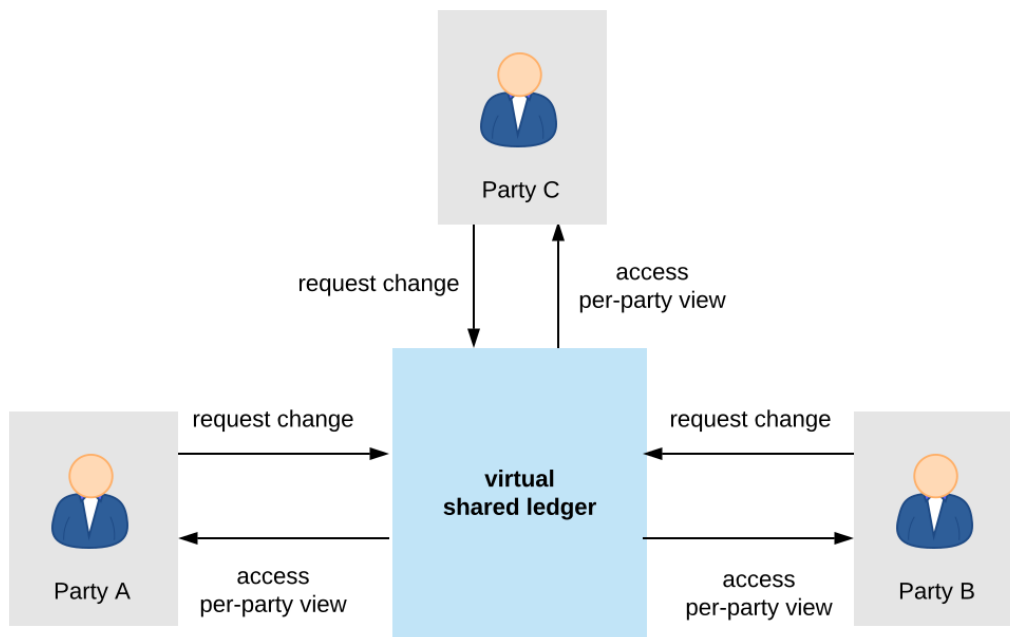 Party C
request change
access
per-party view
request change
request change
virtual
shared ledger
Party A
access
per-party view
access
per-party view
Party B